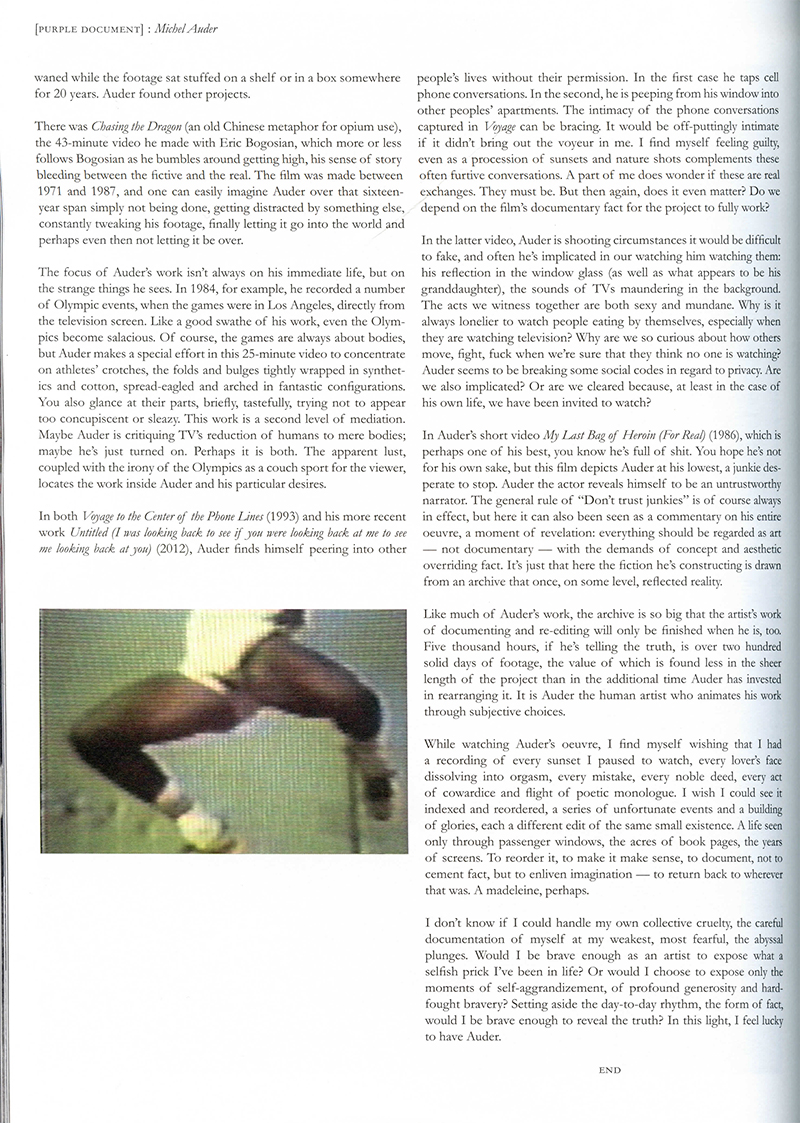 [PURPLE DOCUMENT] : Michel Auder
waned while the footage sat stuffed on a shelf or in a box somewhere
for 20 years. Auder found other projects.
There was Chasing the Dragon (an old Chinese metaphor for opium use),
the 43-minute video he made with Eric Bogosian, which more or less
follows Bogosian as he bumbles around getting high, his sense of story
bleeding between the fictive and the real. The film was made between
1971 and 1987, and one can easily imagine Auder over that sixteen-
year span simply not being done, getting distracted by something else,
constantly tweaking his footage, finally letting it go into the world and
perhaps even then not letting it be over.
The focus of Auder's work isn't always on his immediate life, but on
the strange things he sees. In 1984, for example, he recorded a number
of Olympic events, when the games were in Los Angeles, directly from
the television screen. Like a good swathe of his work, even the Olym-
pics become salacious. Of course, the games are always about bodies,
but Auder makes a special effort in this 25-minute video to concentrate
on athletes' crotches, the folds and bulges tightly wrapped in synthet-
ics and cotton, spread-eagled and arched in fantastic configurations.
You also glance at their parts, briefly, tastefully, trying not to appear
too concupiscent or sleazy. This work is a second level of mediation.
Maybe Auder is critiquing TV's reduction of humans to mere bodies;
maybe he's just turned on. Perhaps it is both. The apparent lust,
coupled with the irony of the Olympics as a couch sport for the viewer,
locates the work inside Auder and his particular desires.
In both Voyage to the Center of the Phone Lines (1993) and his more recent
work Untitled (I was looking back to see if you were looking back at me to see
me looking back at you) (2012), Auder finds himself peering into other
people's lives without their permission. In the first case he taps cell
phone conversations. In the second, he is peeping from his window into
other peoples' apartments. The intimacy of the phone conversations
captured in Voyage can be bracing. It would be off-puttingly intimate
if it didn't bring out the voyeur in me. I find myself feeling guilty,
even as a procession of sunsets and nature shots complements these
often furtive conversations. A part of me does wonder if these are real
exchanges. They must be. But then again, does it even matter? Do we
depend on the film's documentary fact for the project to fully work?
In the latter video, Auder is shooting circumstances it would be difficult
to fake, and often he's implicated in our watching him watching them:
his reflection in the window glass (as well as what appears to be his
granddaughter), the sounds of TVs maundering in the background.
The acts we witness together are both sexy and mundane. Why is it
always lonelier to watch people eating by themselves, especially when
they are watching television? Why are we so curious about how others
move, fight, fuck when we're sure that they think no one is watching?
Auder seems to be breaking some social codes in regard to privacy. Are
we also implicated? Or are we cleared because, at least in the case of
his own life, we have been invited to watch?
In Auder's short video My Last Bag of Heroin (For Real) (1986), which is
perhaps one of his best, you know he's full of shit. You hope he's not
for his own sake, but this film depicts Auder at his lowest, a junkie des-
perate to stop. Auder the actor reveals himself to be an untrustworthy
narrator. The general rule of "Don't trust junkies" is of course always
in effect, but here it can also been seen as a commentary on his entire
oeuvre, a moment of revelation: everything should be regarded as art
— not documentary — with the demands of concept and aesthetic
overriding fact. It's just that here the fiction he's constructing is drawn
from an archive that once, on some level, reflected reality.
Like much of Auder's work, the archive is so big that the artist's work
of documenting and re-editing will only be finished when he is, too.
Five thousand hours, if he's telling the truth, is over two hundred
solid days of footage, the value of which is found less in the sheer
length of the project than in the additional time Auder has invested
in rearranging it. It is Auder the human artist who animates his work
through subjective choices.
While watching Auder's oeuvre, I find myself wishing that I had
a recording of every sunset I paused to watch, every lover's face
dissolving into orgasm, every mistake, every noble deed, every act
of cowardice and flight of poetic monologue. I wish I could see it
indexed and reordered, a series of unfortunate events and a building
of glories, each a different edit of the same small existence. A life seen
only through passenger windows, the acres of book pages, the years
of screens. To reorder it, to make it make sense, to document, not to
cement fact, but to enliven imagination — to return back to wherever
that was. A madeleine, perhaps.
I don't know if I could handle my own collective cruelty, the careful
documentation of myself at my weakest, most fearful, the abyssal
plunges. Would I be brave enough as an artist to expose what a
selfish prick I've been in life? Or would I choose to expose only the
moments of self-aggrandizement, of profound generosity and hard-
fought bravery? Setting aside the day-to-day rhythm, the form of fact,
would I be brave enough to reveal the truth? In this light, I feel lucky
to have Auder.
END